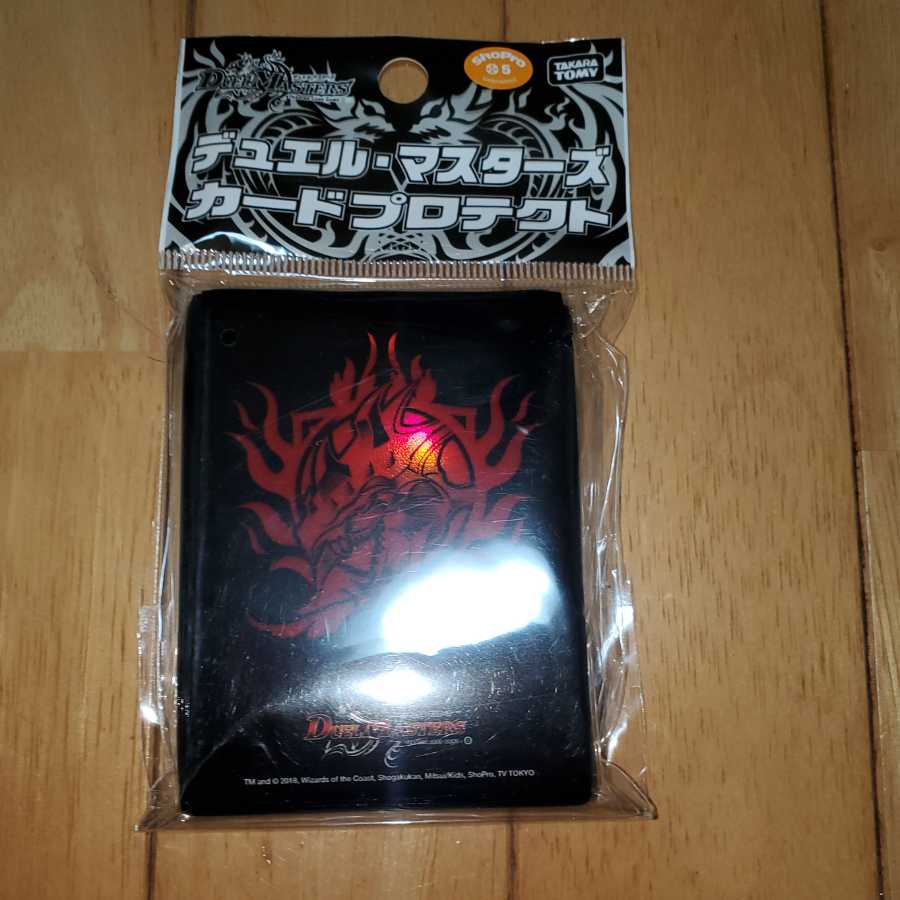 DUEL MASTERS
ShoPro
5
TAKARA TOMY
デュエル・マスターズ
カードプロテクト
DUEL MASTERS
TM and © 2018, Wizards of the Coast, Shogakukan, Mitsui/Kids, ShoPro, TV TOKYO